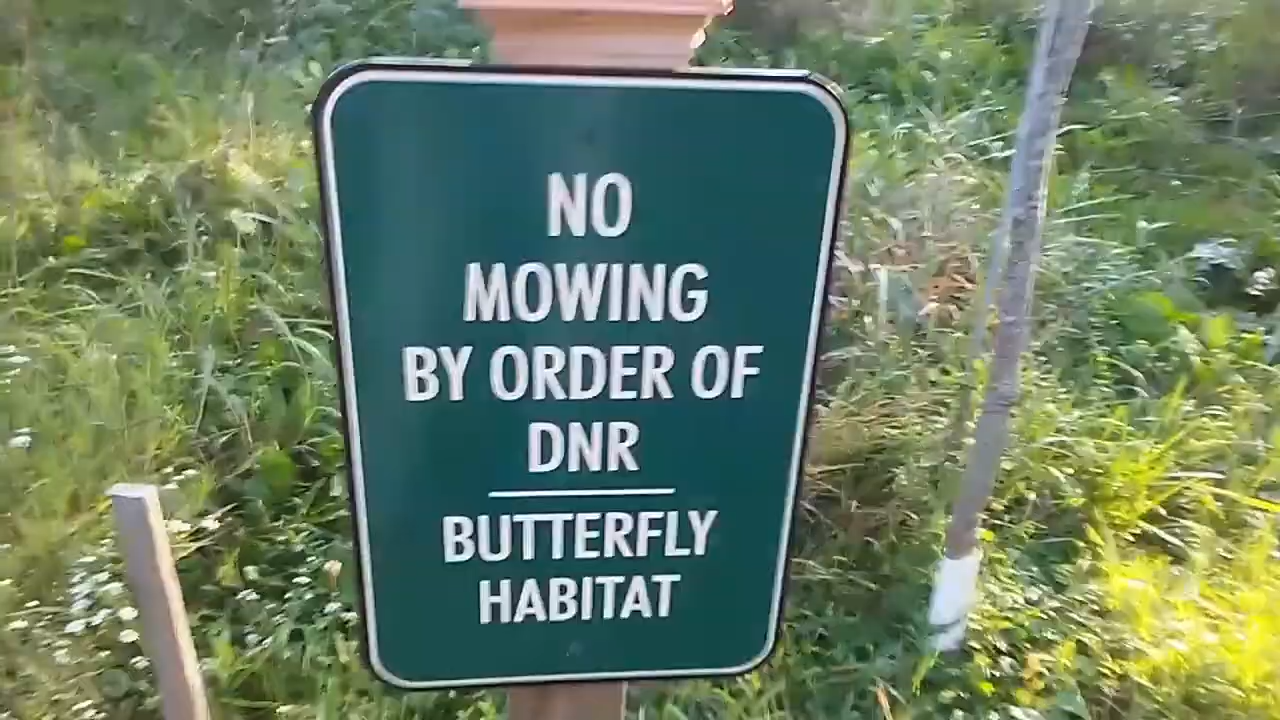 NO
MOWING
BY ORDER OF
DNR
BUTTERFLY
HABITAT